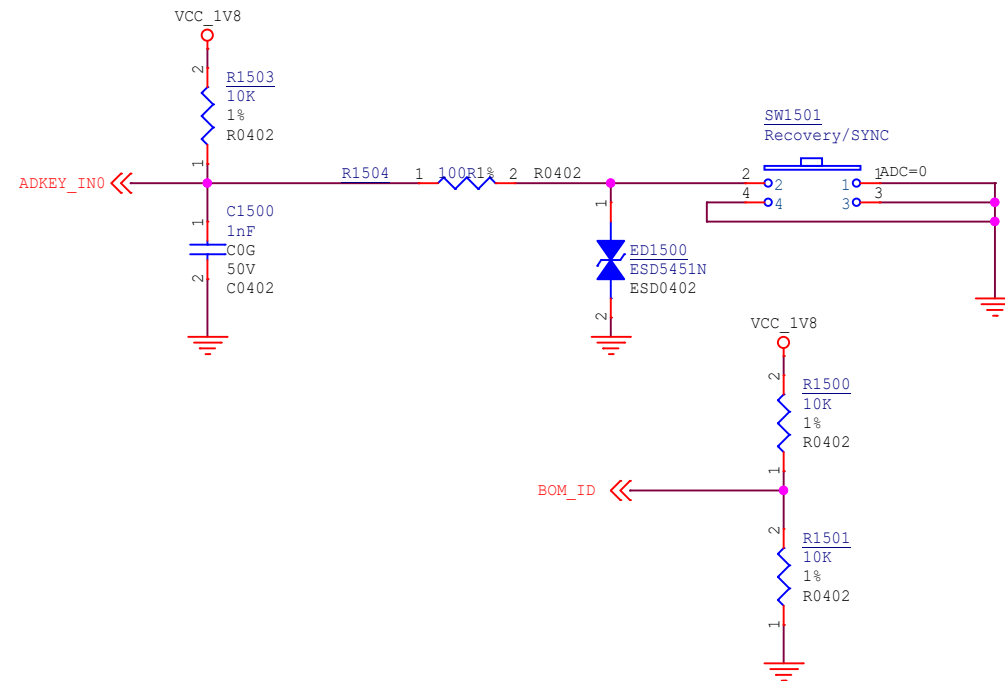 VCC_1V8
2
R1503
10K
1%
R0402
1
ADKEY_IN0
R1504
1
100R1%
2
R0402
SW1501
Recovery/SYNC
2
2
1
1
ADC=0
4
4
3
3
1
C1500
1nF
C0G
50V
C0402
2
1
ED1500
ESD5451N
ESD0402
2
VCC_1V8
2
R1500
10K
1%
R0402
1
BOM_ID
2
R1501
10K
1%
R0402
1